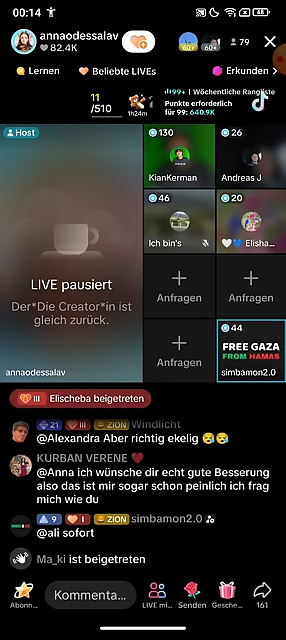 00:14
48
annaodessalav
82.4K
60+
60+
79
Lernen
Beliebte LIVEs
Erkunden
11
/510
1h24m
99+ | Wöchentliche Rangliste
Punkte erforderlich
für 99: 640.9K
Host
130
KianKerman
26
Andreas J
46
Ich bin's
20
Elisha...
LIVE pausiert
Der*Die Creator*in ist
gleich zurück.
annaodessalav
Anfragen
Anfragen
Anfragen
44
FREE GAZA
FROM HAMAS
simbamon2.0
III Elischeba beigetreten
21 III ZION Windlicht
@Alexandra Aber richtig ekelig 😪😪
KURBAN VERENE ❤️
@Anna ich wünsche dir echt gute Besserung
also das ist mir sogar schon peinlich ich frag
mich wie du
9 I ZION simbamon2.0
@ali sofort
Ma_ki ist beigetreten
Abonn...
Kommenta...
LIVE mi...
Senden
Gesche...
161